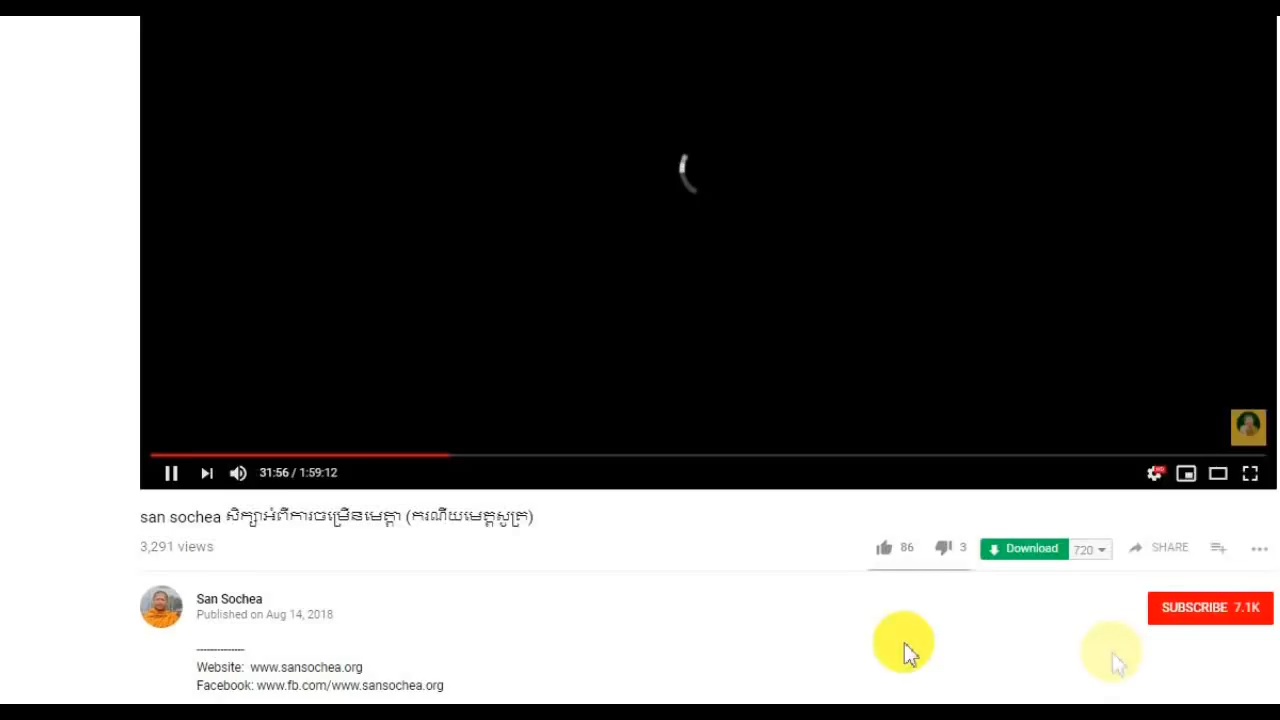 31:56 / 1:59:12
san sochea សិក្សាអំពីការចម្រើនមេត្តា (ករណីយមេត្តសូត្រ)
3,291 views
86 3 Download 720 SHARE
San Sochea
SUBSCRIBE 7.1K
Published on Aug 14, 2018
--------------
Website: www.sansochea.org
Facebook: www.fb.com/www.sansochea.org